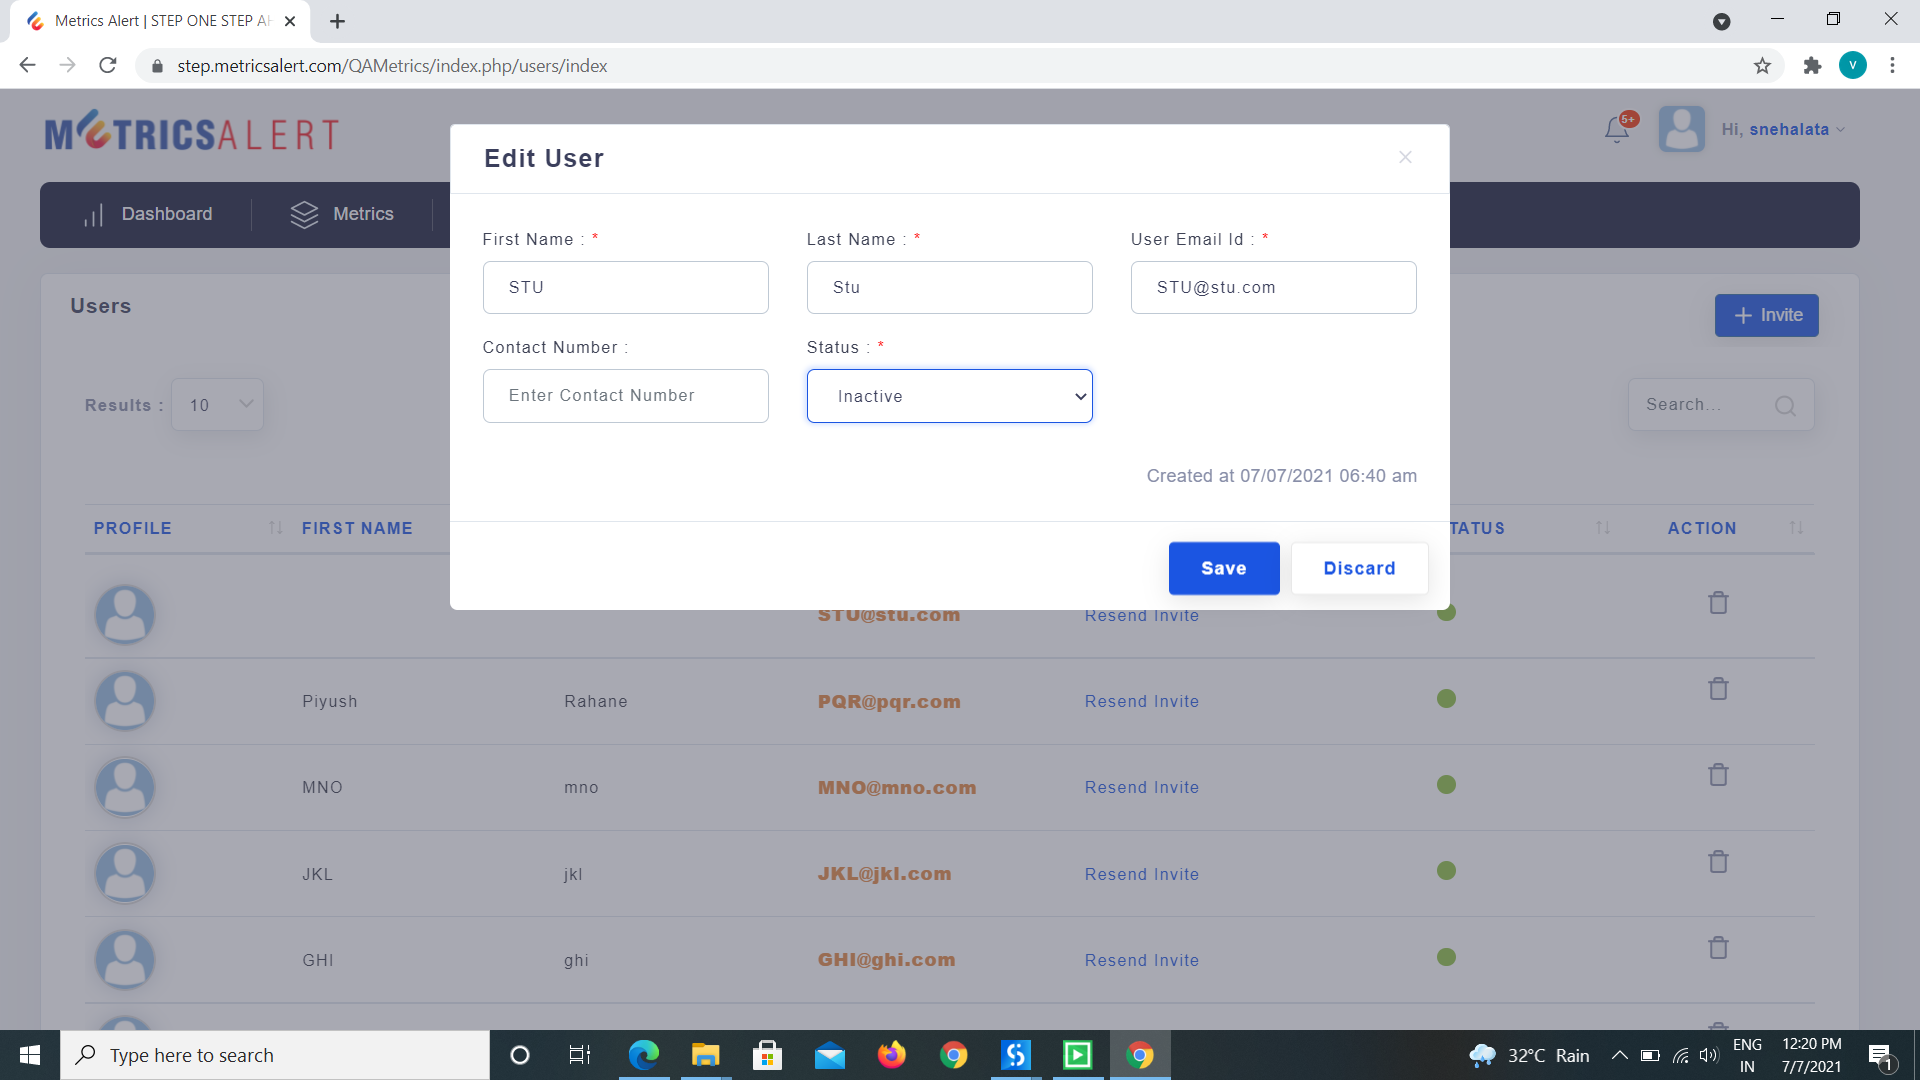 Metrics Alert | STEP ONE STEP AH
step.metricsalert.com/QAMetrics/index.php/users/index
V
METRICSALERT
5+
Hi, snehalata
Dashboard
Metrics
Edit User
First Name : *
Last Name : *
User Email Id : *
STU
Stu
STU@stu.com
Contact Number :
Status : *
Enter Contact Number
Inactive
Created at 07/07/2021 06:40 am
Save
Discard
Users
Invite
Results :
10
Search...
PROFILE
FIRST NAME
TATUS
ACTION
STU@stu.com
Resend Invite
Piyush
Rahane
PQR@pqr.com
Resend Invite
MNO
mno
MNO@mno.com
Resend Invite
JKL
jkl
JKL@jkl.com
Resend Invite
GHI
ghi
GHI@ghi.com
Resend Invite
Type here to search
32°C Rain
ENG
IN
12:20 PM
7/7/2021
1